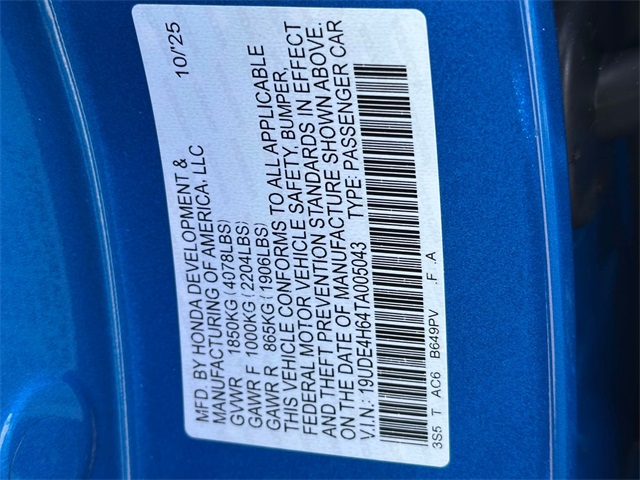 MFD. BY HONDA DEVELOPMENT & 10/'25
MANUFACTURING OF AMERICA, LLC
GVWR 1850KG (4078LBS)
GAWR F 1000KG (2204LBS)
GAWR R 865KG (1906LBS)
THIS VEHICLE CONFORMS TO ALL APPLICABLE
FEDERAL MOTOR VEHICLE SAFETY, BUMPER,
AND THEFT PREVENTION STANDARDS IN EFFECT
ON THE DATE OF MANUFACTURE SHOWN ABOVE.
V.I.N.: 19UDE4H64TA005043 TYPE: PASSENGER CAR
3S5 T AC6 B649PV .F .A